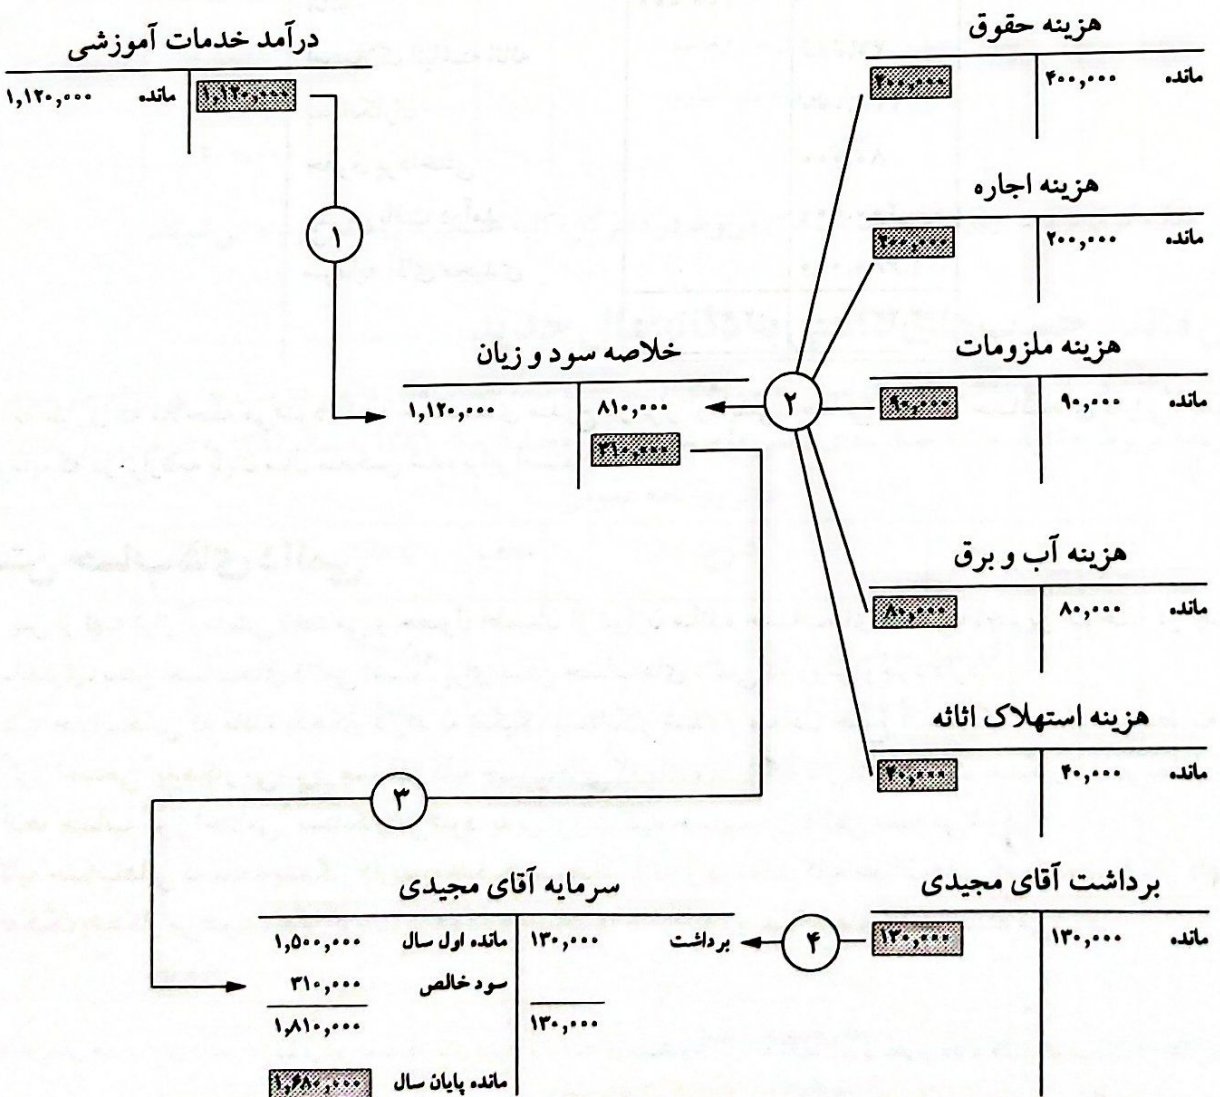 هزینه حقوق
مانده ۴۰۰,۰۰۰ ۴۰۰,۰۰۰
درآمد خدمات آموزشی
۱,۱۲۰,۰۰۰ مانده ۱,۱۲۰,۰۰۰
هزینه اجاره
مانده ۲۰۰,۰۰۰ ۲۰۰,۰۰۰
۱
هزینه ملزومات
مانده ۹۰,۰۰۰ ۹۰,۰۰۰
۲
خلاصه سود و زیان
۸۱۰,۰۰۰ ۱,۱۲۰,۰۰۰
۳۱۰,۰۰۰
هزینه آب و برق
مانده ۸۰,۰۰۰ ۸۰,۰۰۰
هزینه استهلاک اثاثه
مانده ۴۰,۰۰۰ ۴۰,۰۰۰
۳
برداشت آقای مجیدی
مانده ۱۳۰,۰۰۰ ۱۳۰,۰۰۰
۴
سرمایه آقای مجیدی
برداشت ۱۳۰,۰۰۰ مانده اول سال ۱,۵۰۰,۰۰۰
سود خالص ۳۱۰,۰۰۰
۱۳۰,۰۰۰ ۱,۸۱۰,۰۰۰
مانده پایان سال ۱,۶۸۰,۰۰۰